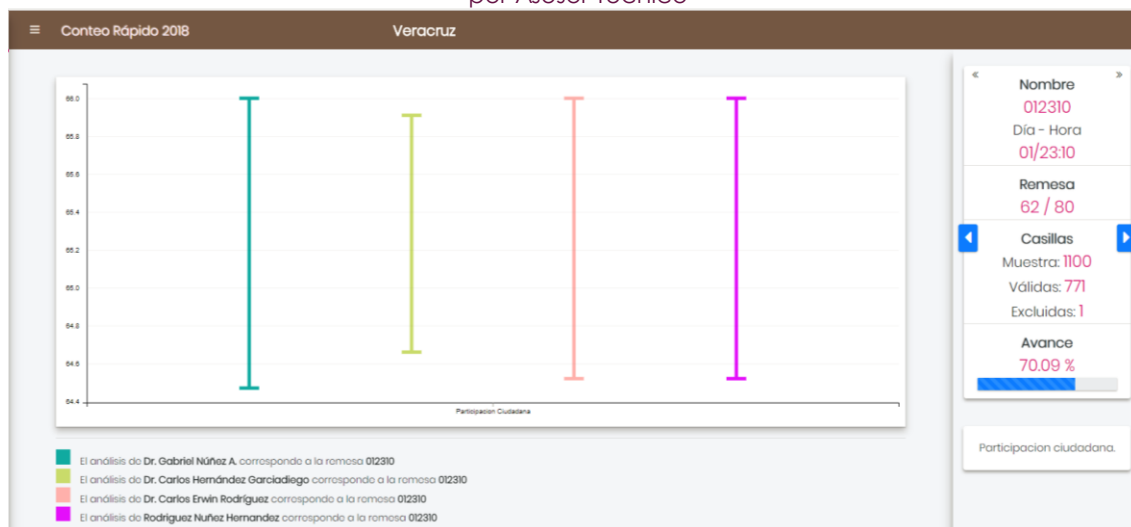 por Asesor Técnico
≡ Conteo Rápido 2018 Veracruz
66.0
65.8
65.6
65.4
65.2
65.0
64.8
64.6
64.4
Participacion Ciudadana
El análisis de Dr. Gabriel Núñez A. corresponde a la remesa 012310
El análisis de Dr. Carlos Hernández Garciadiego corresponde a la remesa 012310
El análisis de Dr. Carlos Erwin Rodríguez corresponde a la remesa 012310
El análisis de Rodriguez Nuñez Hernandez corresponde a la remesa 012310
« »
Nombre
012310
Día - Hora
01/23:10
Remesa
62 / 80
Casillas
Muestra: 1100
Válidas: 771
Excluidas: 1
Avance
70.09 %
Participacion ciudadana.